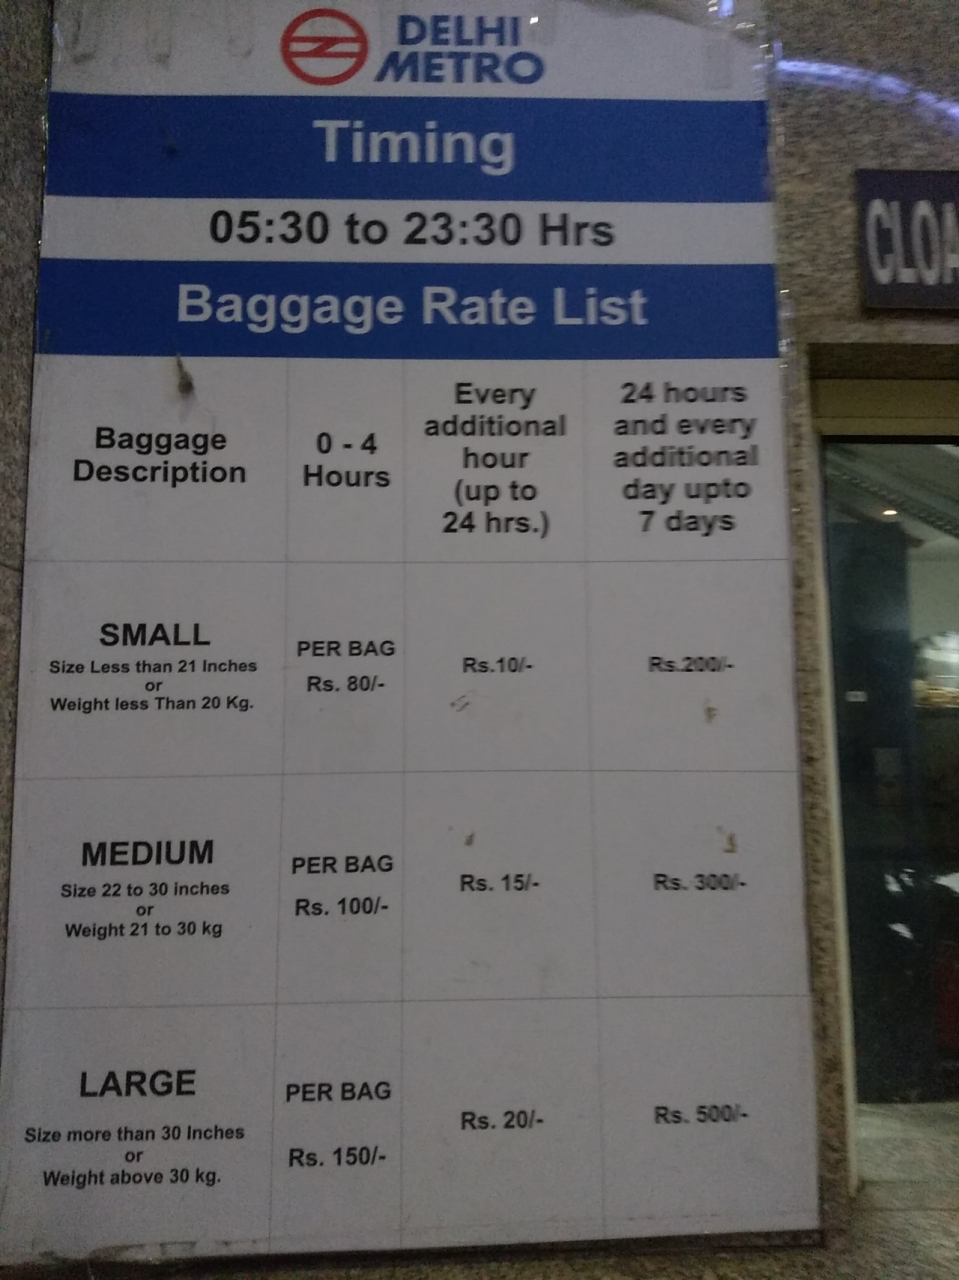 DELHI
METRO
Timing
05:30 to 23:30 Hrs
Baggage Rate List
Baggage
Description
0 - 4
Hours
Every
additional
hour
(up to
24 hrs.)
24 hours
and every
additional
day upto
7 days
SMALL
Size Less than 21 Inches
or
Weight less Than 20 Kg.
PER BAG
Rs. 80/-
Rs.10/-
Rs.200/-
MEDIUM
Size 22 to 30 inches
or
Weight 21 to 30 kg
PER BAG
Rs. 100/-
Rs. 15/-
Rs. 300/-
LARGE
Size more than 30 Inches
or
Weight above 30 kg.
PER BAG
Rs. 150/-
Rs. 20/-
Rs. 500/-
CLOA